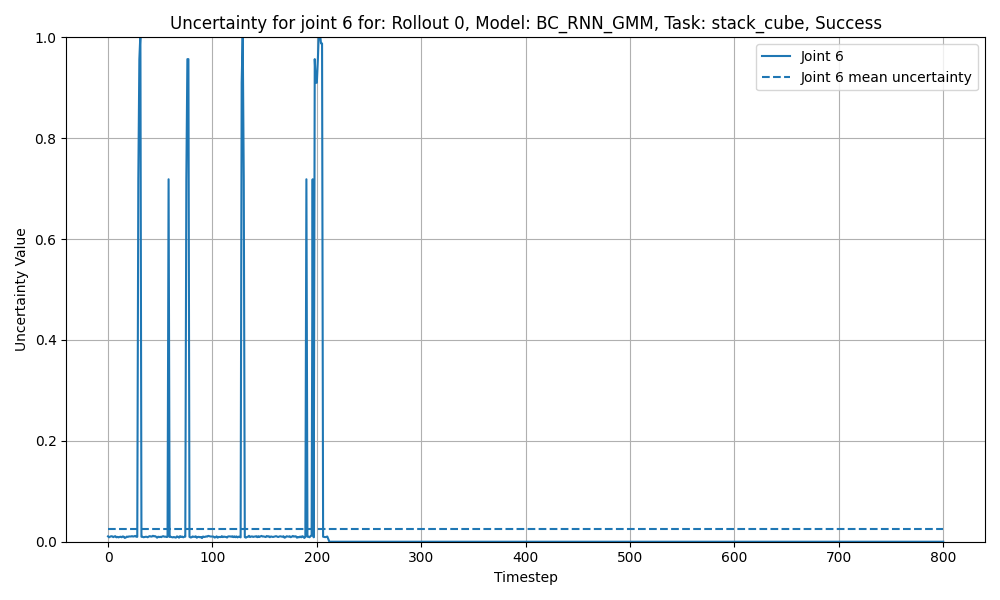 Uncertainty for joint 6 for: Rollout 0, Model: BC_RNN_GMM, Task: stack_cube, Success
Joint 6
Joint 6 mean uncertainty
Uncertainty Value
1.0
0.8
0.6
0.4
0.2
0.0
0 100 200 300 400 500 600 700 800
Timestep